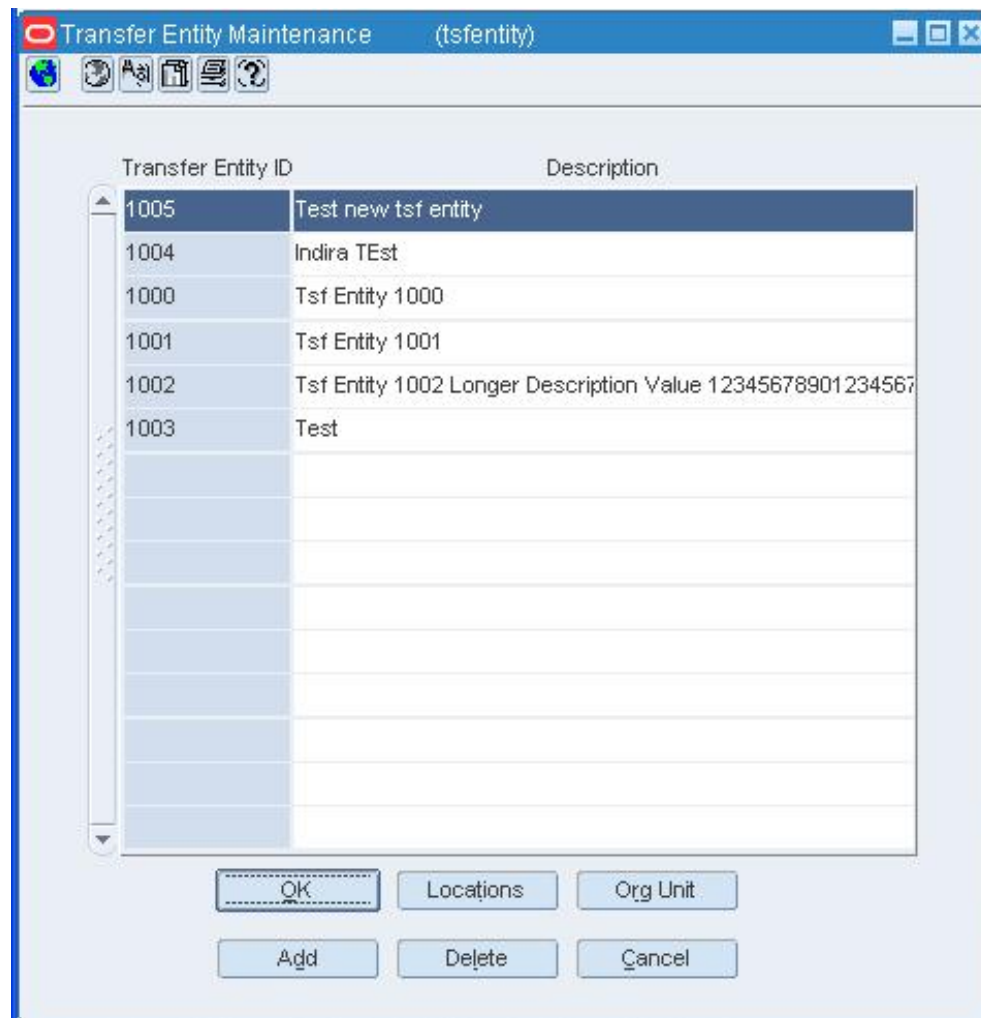 Transfer Entity Maintenance (tsfentity)
Transfer Entity ID Description
1005 Test new tsf entity
1004 Indira TEst
1000 Tsf Entity 1000
1001 Tsf Entity 1001
1002 Tsf Entity 1002 Longer Description Value 12345678901234567
1003 Test
OK Locations Org Unit
Add Delete Cancel